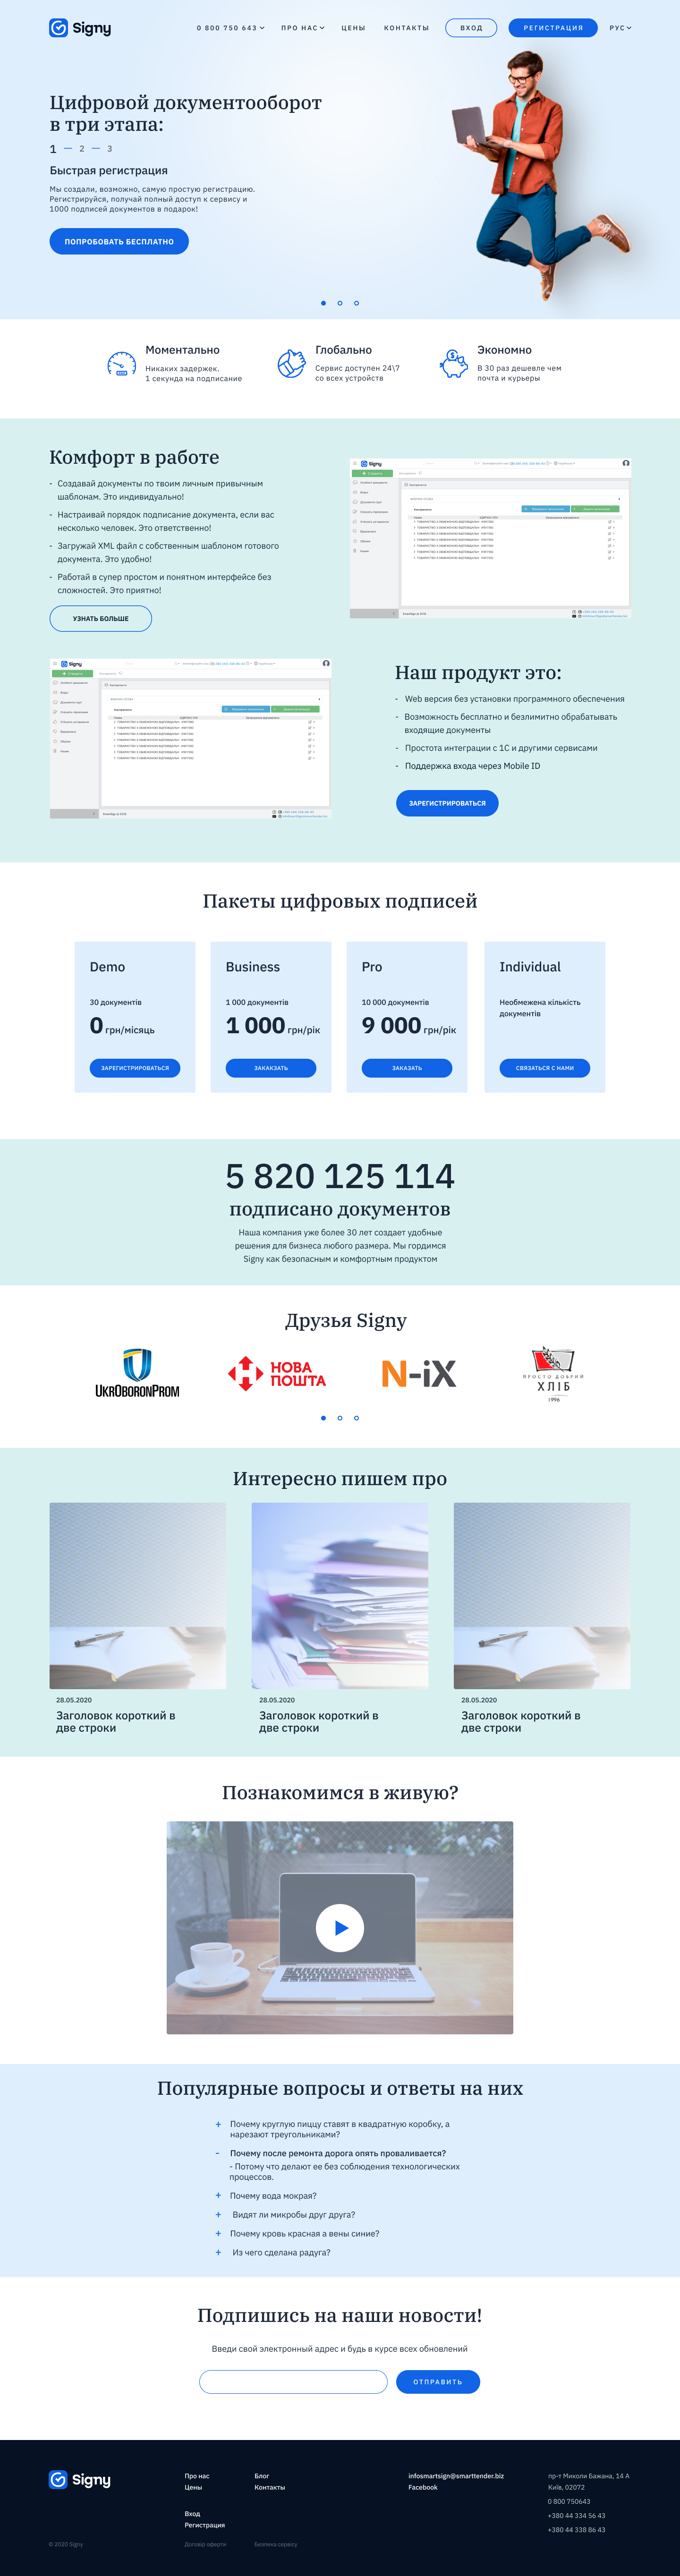 Signy
0 800 750 643
ПРО НАС
ЦЕНЫ
КОНТАКТЫ
ВХОД
РЕГИСТРАЦИЯ
РУС
Цифровой документооборот
в три этапа:
1 — 2 — 3
Быстрая регистрация
Мы создали, возможно, самую простую регистрацию.
Регистрируйся, получай полный доступ к сервису и
1000 подписей документов в подарок!
ПОПРОБОВАТЬ БЕСПЛАТНО
Моментально
Никаких задержек.
1 секунда на подписание
Глобально
Сервис доступен 24\7
со всех устройств
Экономно
В 30 раз дешевле чем
почта и курьеры
Комфорт в работе
- Создавай документы по твоим личным привычным
шаблонам. Это индивидуально!
- Настраивай порядок подписание документа, если вас
несколько человек. Это ответственно!
- Загружай XML файл с собственным шаблоном готового
документа. Это удобно!
- Работай в супер простом и понятном интерфейсе без
сложностей. Это приятно!
УЗНАТЬ БОЛЬШЕ
Signy
Signy
Наш продукт это:
- Web версия без установки программного обеспечения
- Возможность бесплатно и безлимитно обрабатывать
входящие документы
- Простота интеграции с 1С и другими сервисами
- Поддержка входа через Mobile ID
ЗАРЕГИСТРИРОВАТЬСЯ
Пакеты цифровых подписей
Demo
30 документів
0 грн/місяць
ЗАРЕГИСТРИРОВАТЬСЯ
Business
1 000 документів
1 000 грн/рік
ЗАКАКЗАТЬ
Pro
10 000 документів
9 000 грн/рік
ЗАКАЗАТЬ
Individual
Необмежена кількість
документів
СВЯЗАТЬСЯ С НАМИ
5 820 125 114
подписано документов
Наша компания уже более 30 лет создает удобные
решения для бизнеса любого размера. Мы гордимся
Signy как безопасным и комфортным продуктом
Друзья Signy
UKROBORONPROM
НОВА
ПОШТА
N-iX
ПРОСТО ДОБРИЙ
ХЛІБ
1996
Интересно пишем про
28.05.2020
Заголовок короткий в
две строки
28.05.2020
Заголовок короткий в
две строки
28.05.2020
Заголовок короткий в
две строки
Познакомимся в живую?
Популярные вопросы и ответы на них
+ Почему круглую пиццу ставят в квадратную коробку, а
нарезают треугольниками?
- Почему после ремонта дорога опять проваливается?
- Потому что делают ее без соблюдения технологических
процессов.
+ Почему вода мокрая?
+ Видят ли микробы друг друга?
+ Почему кровь красная а вены синие?
+ Из чего сделана радуга?
Подпишись на наши новости!
Введи свой электронный адрес и будь в курсе всех обновлений
ОТПРАВИТЬ
Signy
Про нас
Цены
Вход
Регистрация
Блог
Контакты
infosmartsign@smarttender.biz
Facebook
пр-т Миколи Бажана, 14 А
Київ, 02072
0 800 750643
+380 44 334 56 43
+380 44 338 86 43
© 2020 Signy
Договір оферти
Безпека сервісу